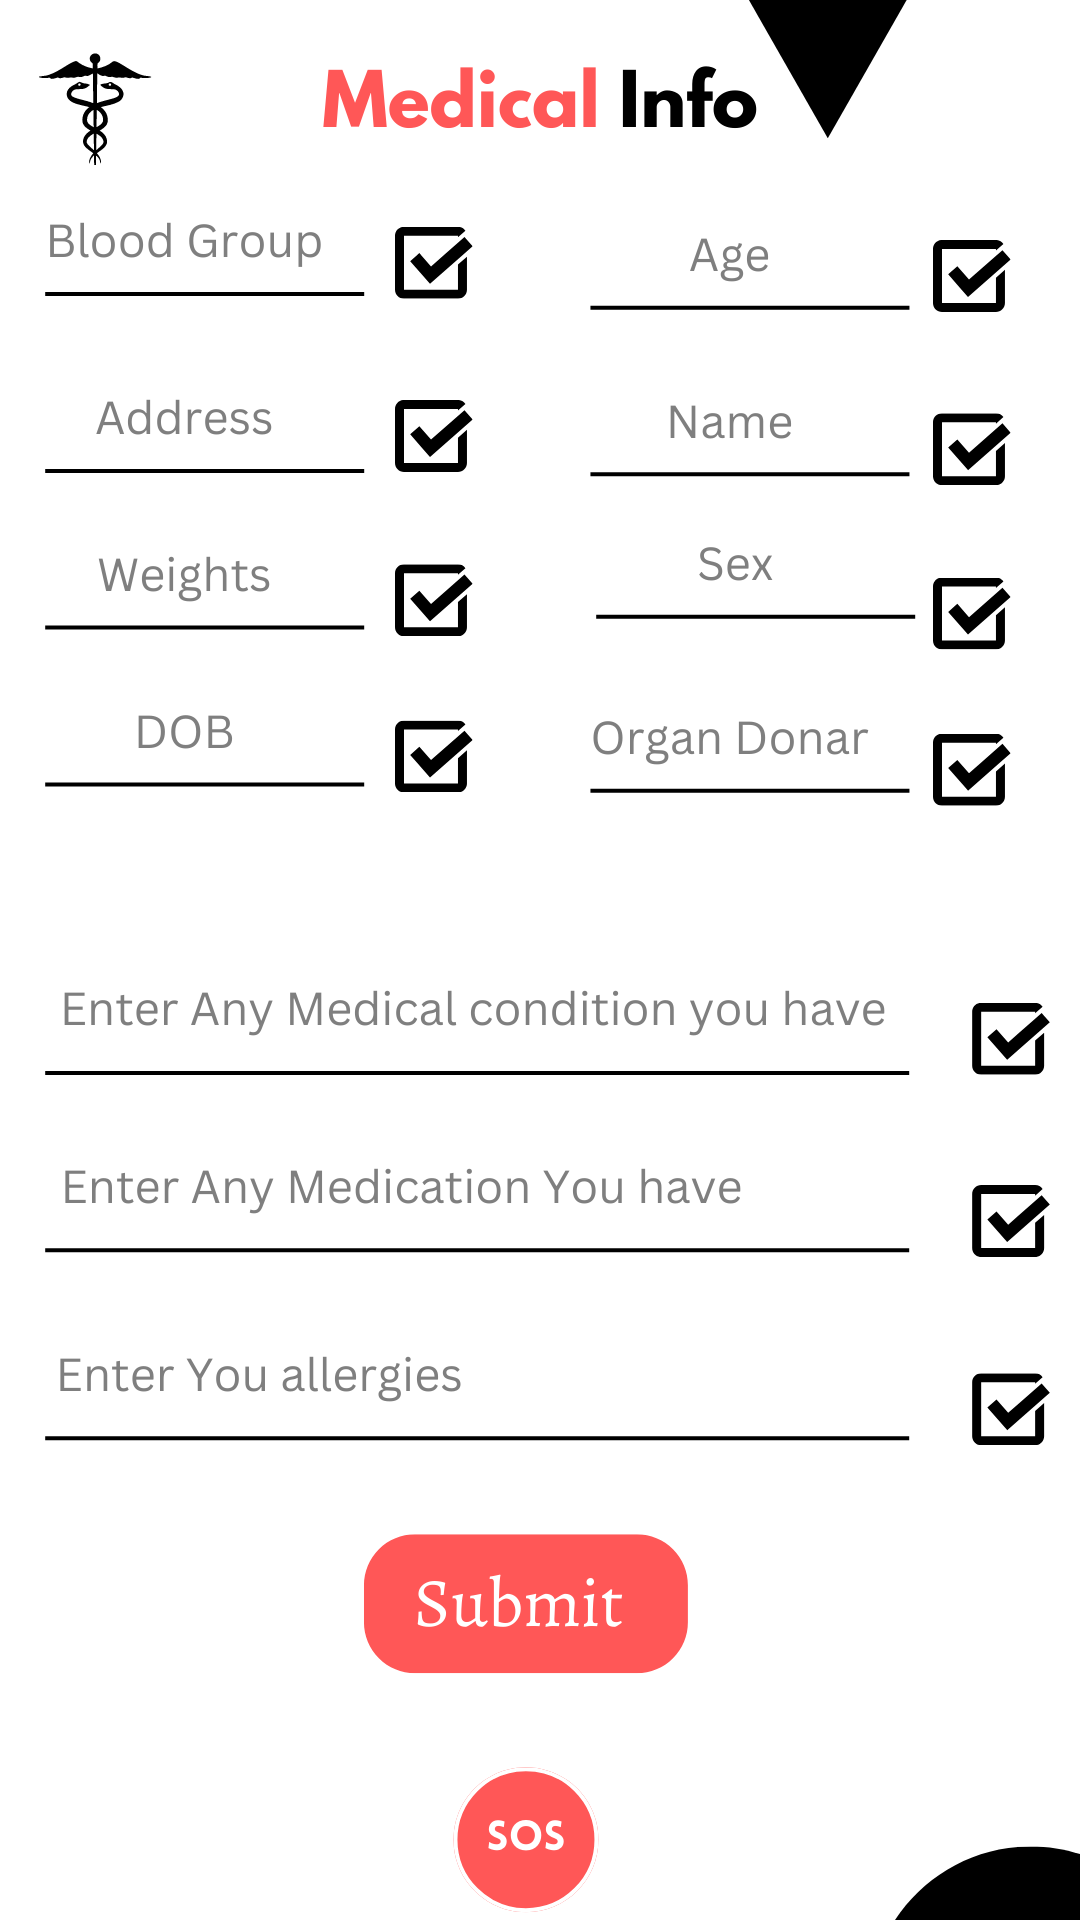 Medical Info
Blood Group
Age
Address
Name
Weights
Sex
DOB
Organ Donar
Enter Any Medical condition you have
Enter Any Medication You have
Enter You allergies
Submit
SOS